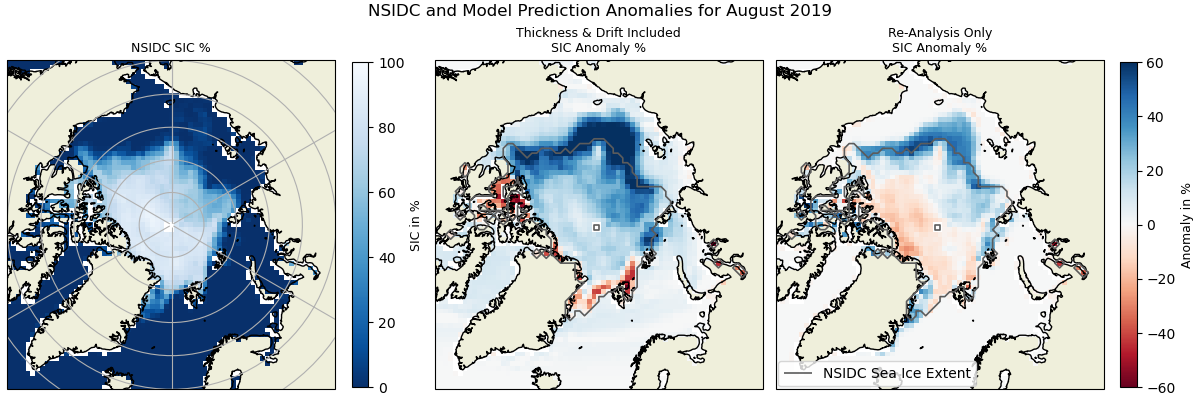 NSIDC and Model Prediction Anomalies for August 2019
NSIDC SIC %
Thickness & Drift Included
SIC Anomaly %
Re-Analysis Only
SIC Anomaly %
100
80
60
40
20
0
SIC in %
NSIDC Sea Ice Extent
60
40
20
0
−20
−40
−60
Anomaly in %